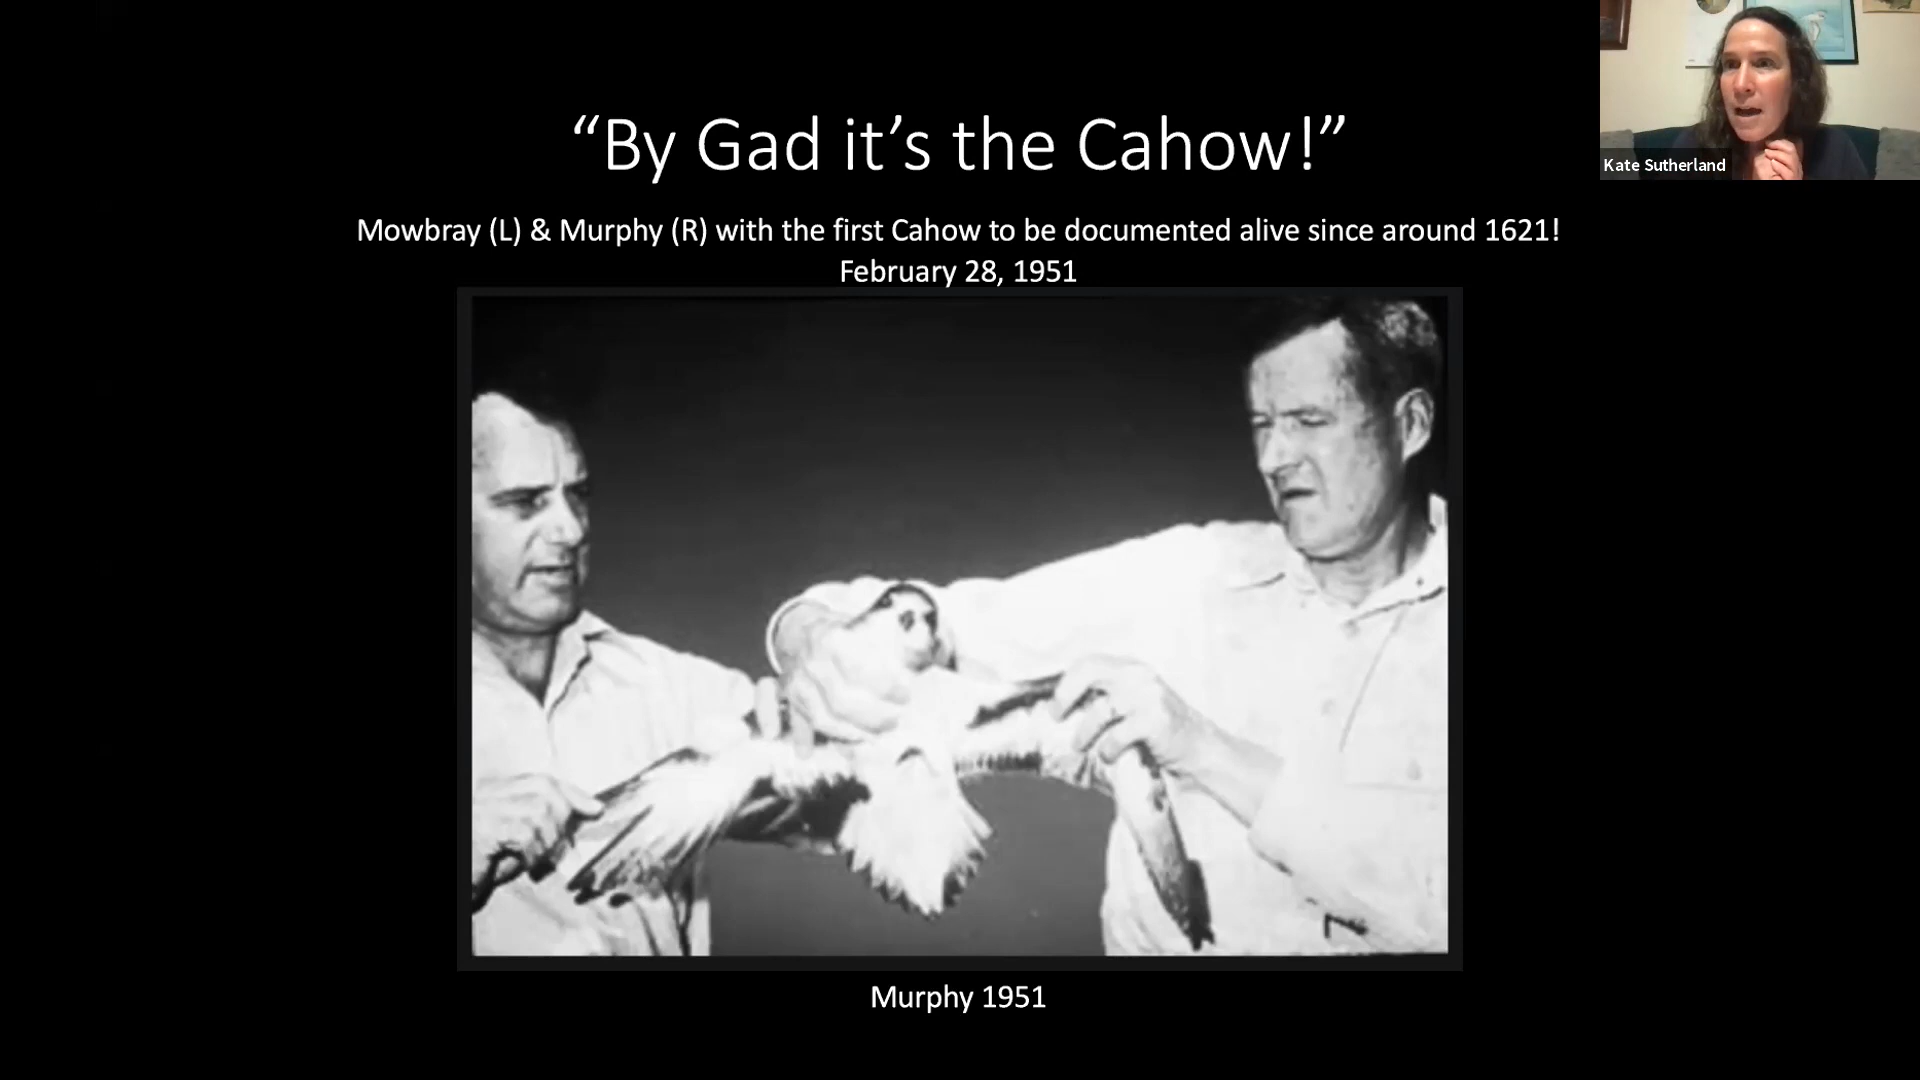 “By Gad it’s the Cahow!”
Kate Sutherland
Mowbray (L) & Murphy (R) with the first Cahow to be documented alive since around 1621!
February 28, 1951
Murphy 1951